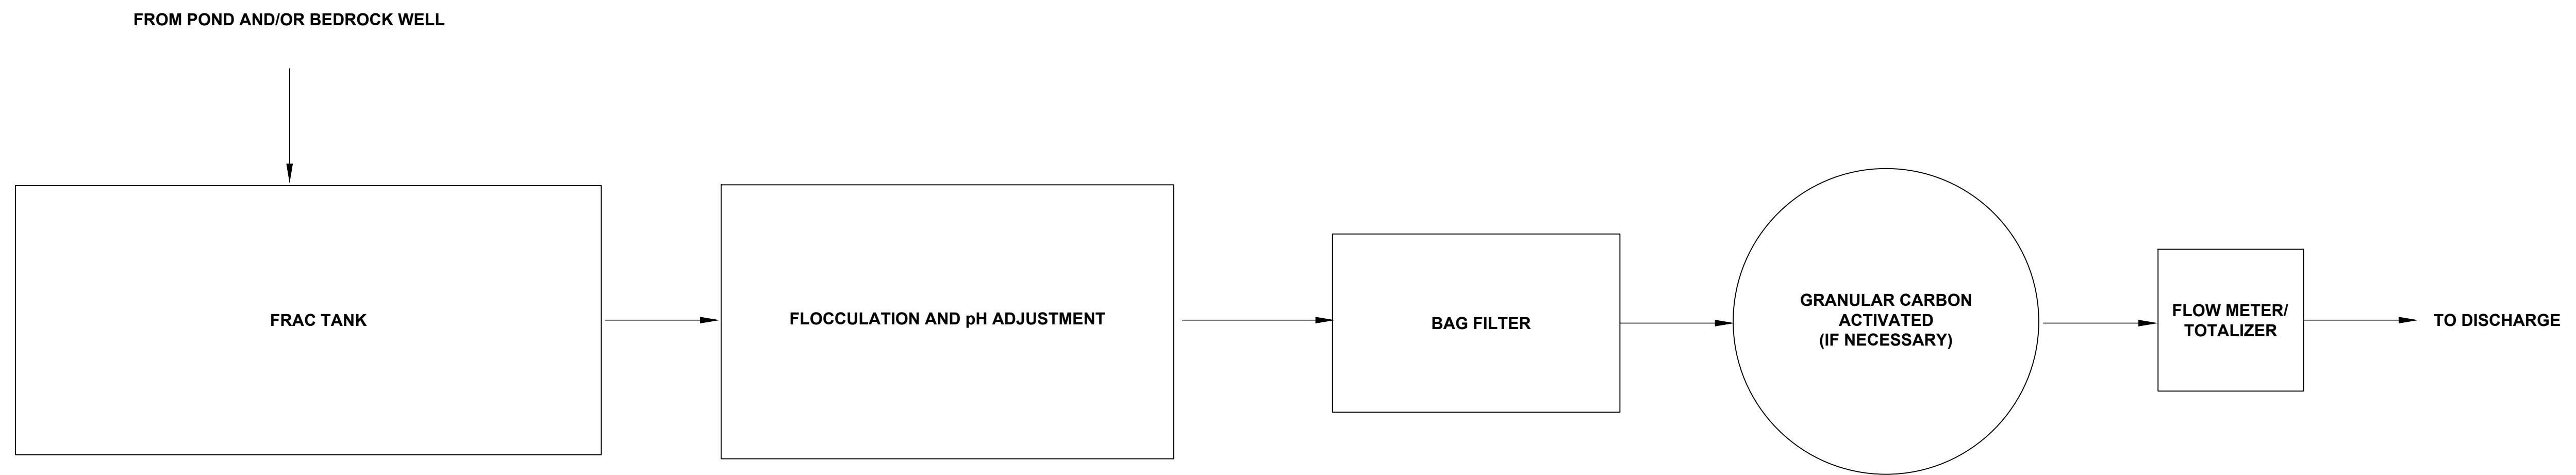 FROM POND AND/OR BEDROCK WELL
FRAC TANK
FLOCCULATION AND pH ADJUSTMENT
BAG FILTER
GRANULAR CARBON
ACTIVATED
(IF NECESSARY)
FLOW METER/
TOTALIZER
TO DISCHARGE